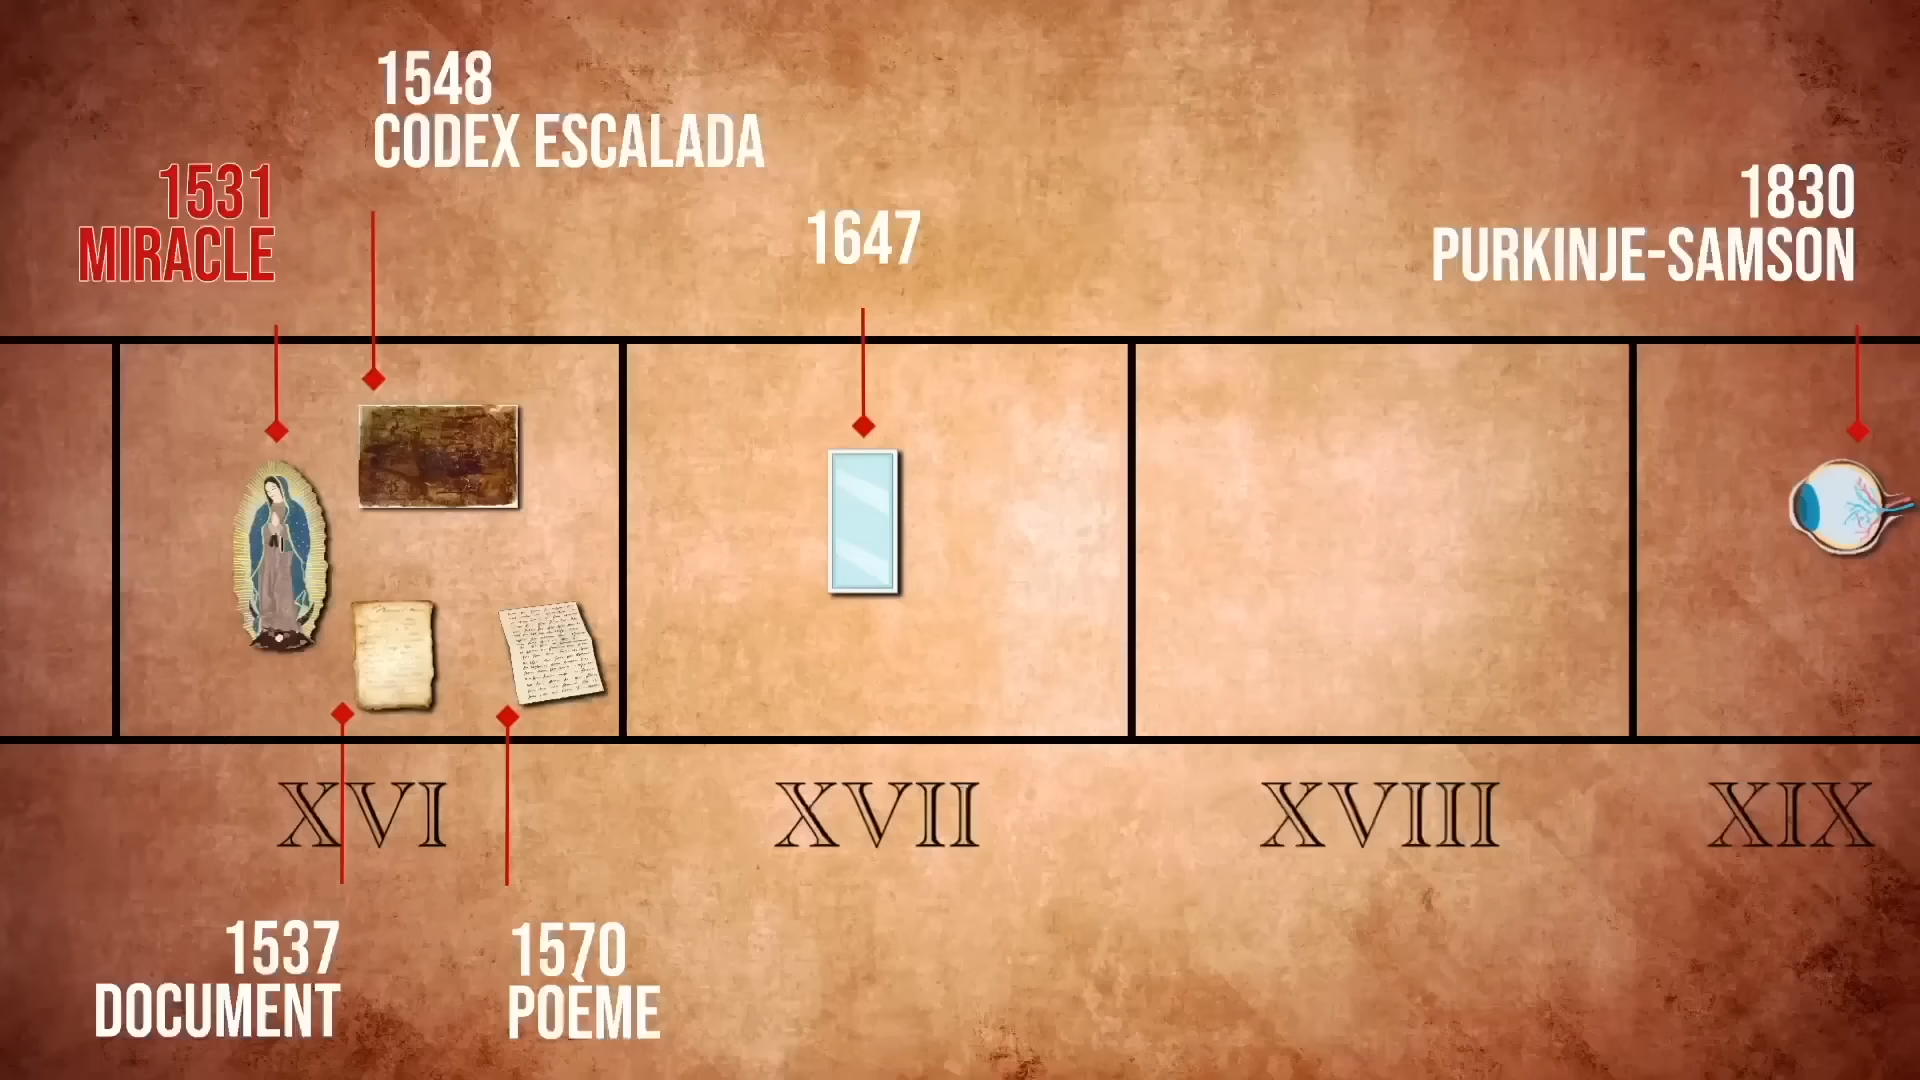 1548
CODEX ESCALADA
1531
MIRACLE
1647
1830
PURKINJE-SAMSON
XVI
XVII
XVIII
XIX
1537
DOCUMENT
1570
POÈME